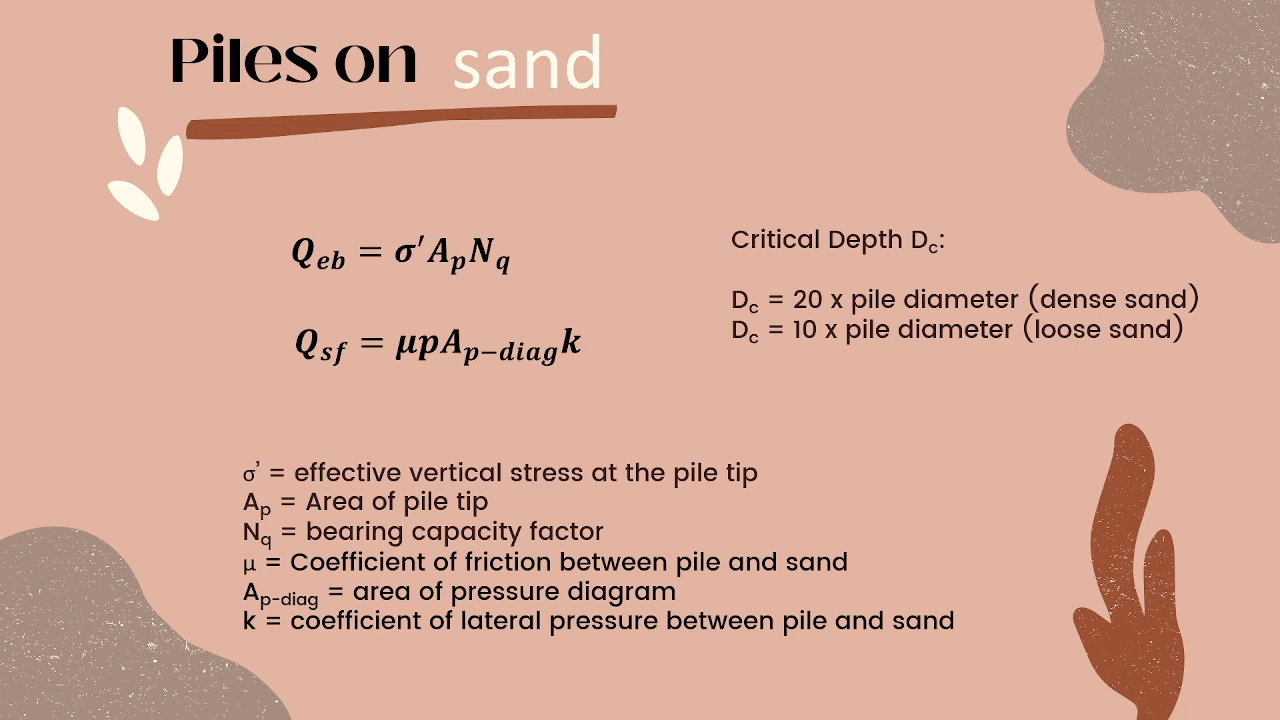 Piles on sand
Q_eb = σ′A_pN_q
Q_sf = μpA_p−diagk
Critical Depth D_c:
D_c = 20 x pile diameter (dense sand)
D_c = 10 x pile diameter (loose sand)
σ' = effective vertical stress at the pile tip
A_p = Area of pile tip
N_q = bearing capacity factor
μ = Coefficient of friction between pile and sand
A_p-diag = area of pressure diagram
k = coefficient of lateral pressure between pile and sand